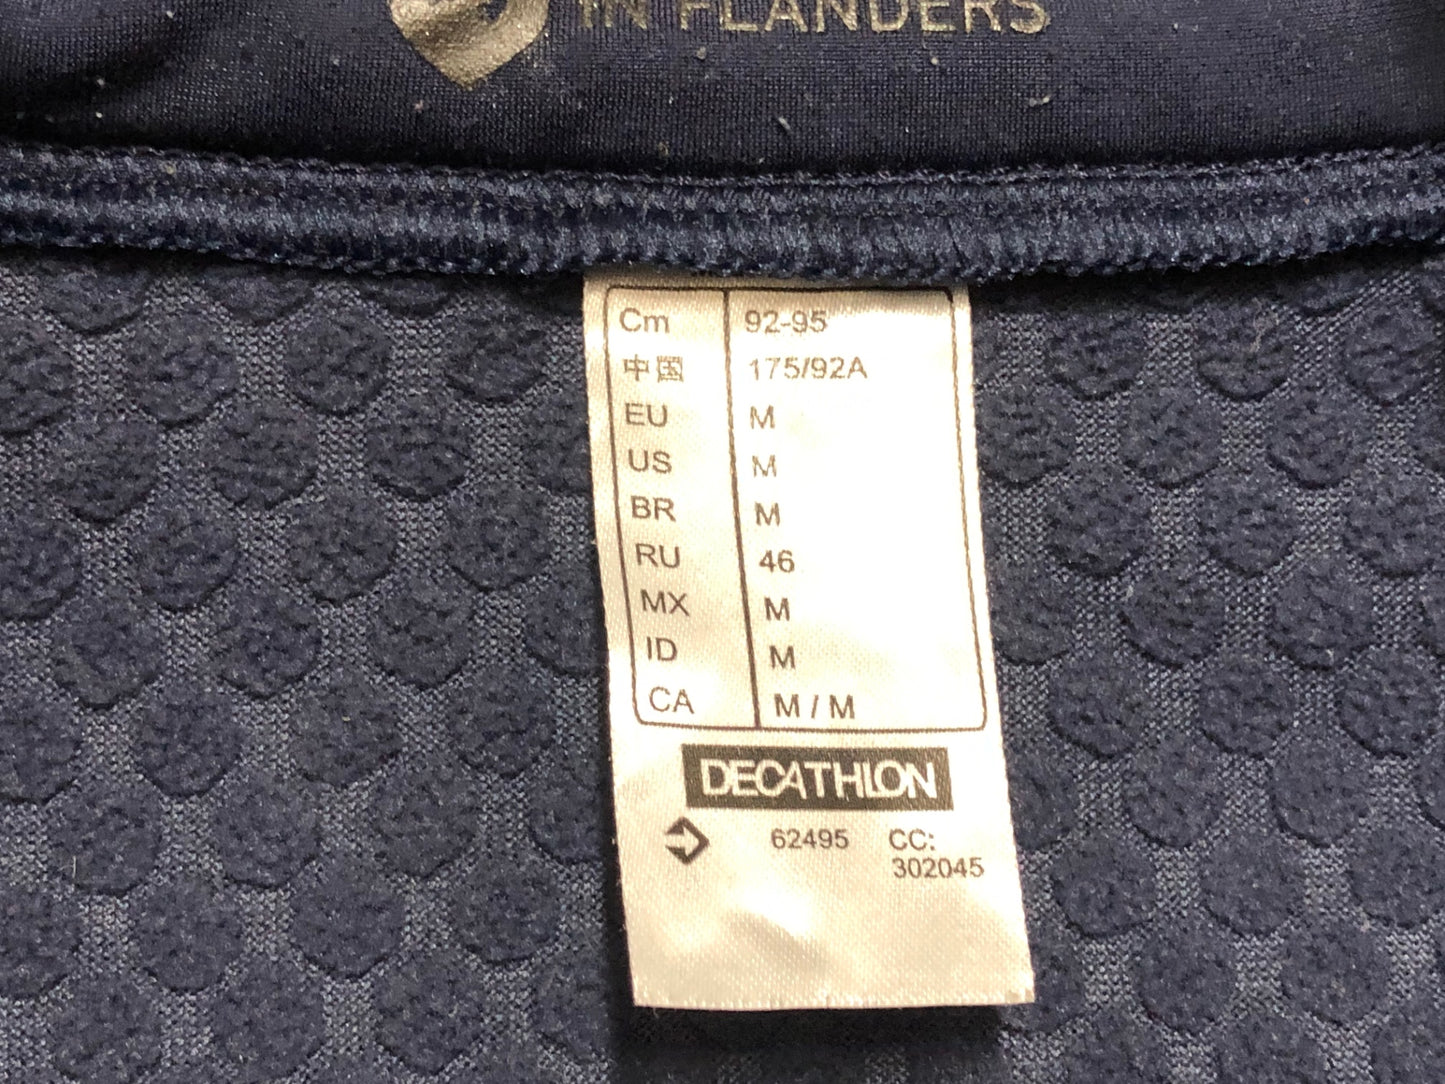 IN FLANDERS
Cm 92-95
中国 175/92A
EU M
US M
BR M
RU 46
MX M
ID M
CA M / M
DECATHLON
62495 CC:
302045